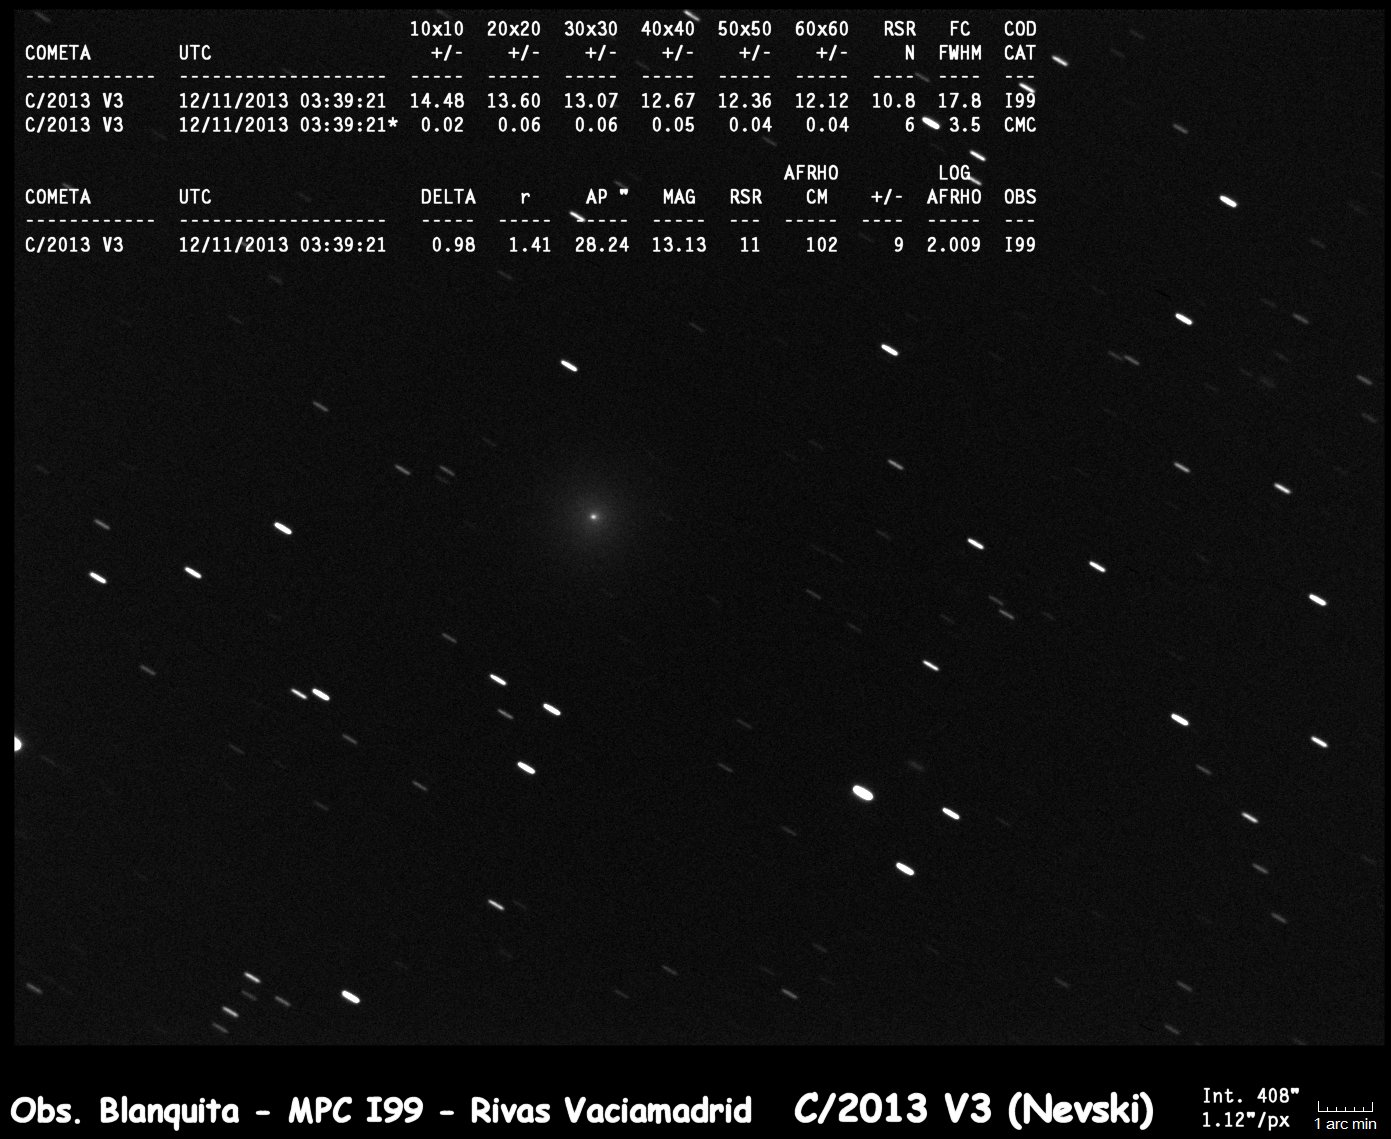 10x10 20x20 30x30 40x40 50x50 60x60 RSR FC COD
COMETA UTC +/- +/- +/- +/- +/- +/- N FWHM CAT
------------ ------------------- ----- ----- ----- ----- ----- ----- ---- ---- ---
C/2013 V3 12/11/2013 03:39:21 14.48 13.60 13.07 12.67 12.36 12.12 10.8 17.8 I99
C/2013 V3 12/11/2013 03:39:21* 0.02 0.06 0.06 0.05 0.04 0.04 6 3.5 CMC
AFRHO LOG
COMETA UTC DELTA r AP " MAG RSR CM +/- AFRHO OBS
------------ ------------------- ----- ----- ----- ----- --- ----- ---- ----- ---
C/2013 V3 12/11/2013 03:39:21 0.98 1.41 28.24 13.13 11 102 9 2.009 I99
Obs. Blanquita - MPC I99 - Rivas Vaciamadrid C/2013 V3 (Nevski) Int. 408"
1.12"/px
1 arc min